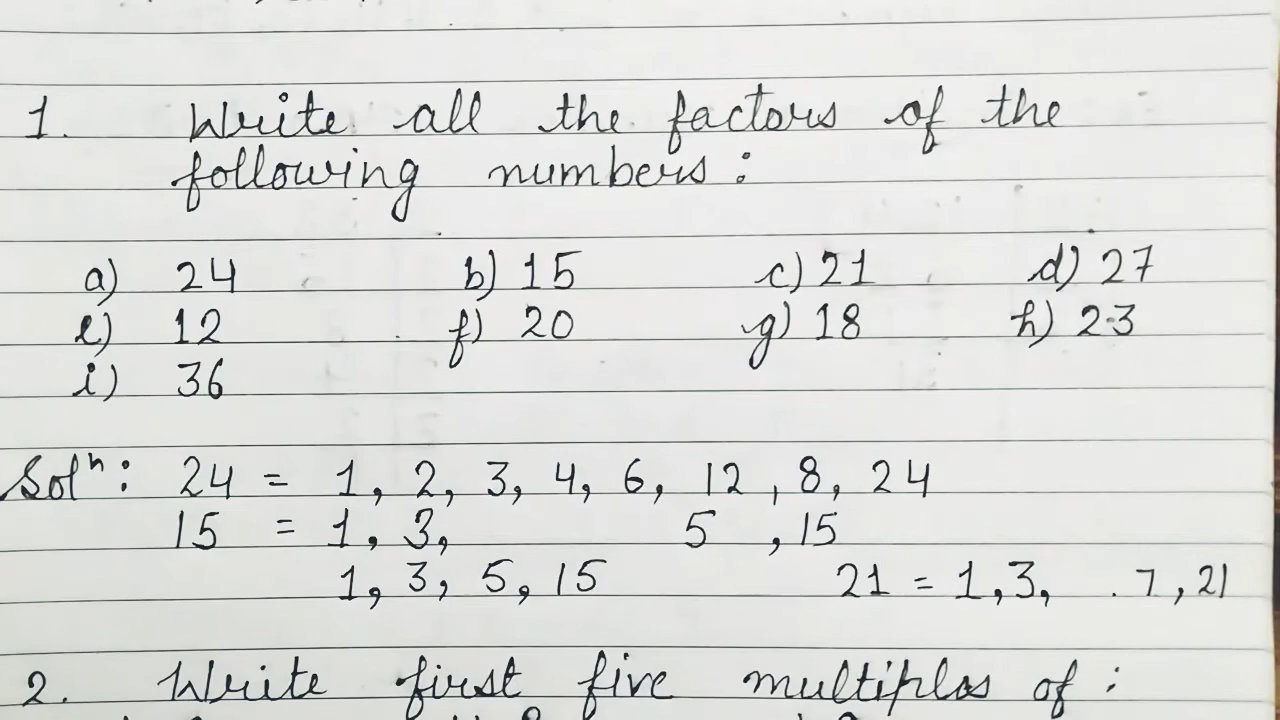 1. Write all the factors of the
following numbers:
a) 24 b) 15 c) 21 d) 27
e) 12 f) 20 g) 18 h) 23
i) 36
Solⁿ: 24 = 1, 2, 3, 4, 6, 12, 8, 24
15 = 1, 3, 5, 15
1, 3, 5, 15 21 = 1, 3, 7, 21
2. Write first five multiples of: